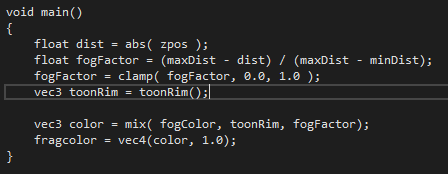 void main()
{
    float dist = abs( zpos );
    float fogFactor = (maxDist - dist) / (maxDist - minDist);
    fogFactor = clamp( fogFactor, 0.0, 1.0 );
    vec3 toonRim = toonRim();

    vec3 color = mix( fogColor, toonRim, fogFactor);
    fragcolor = vec4(color, 1.0);
}